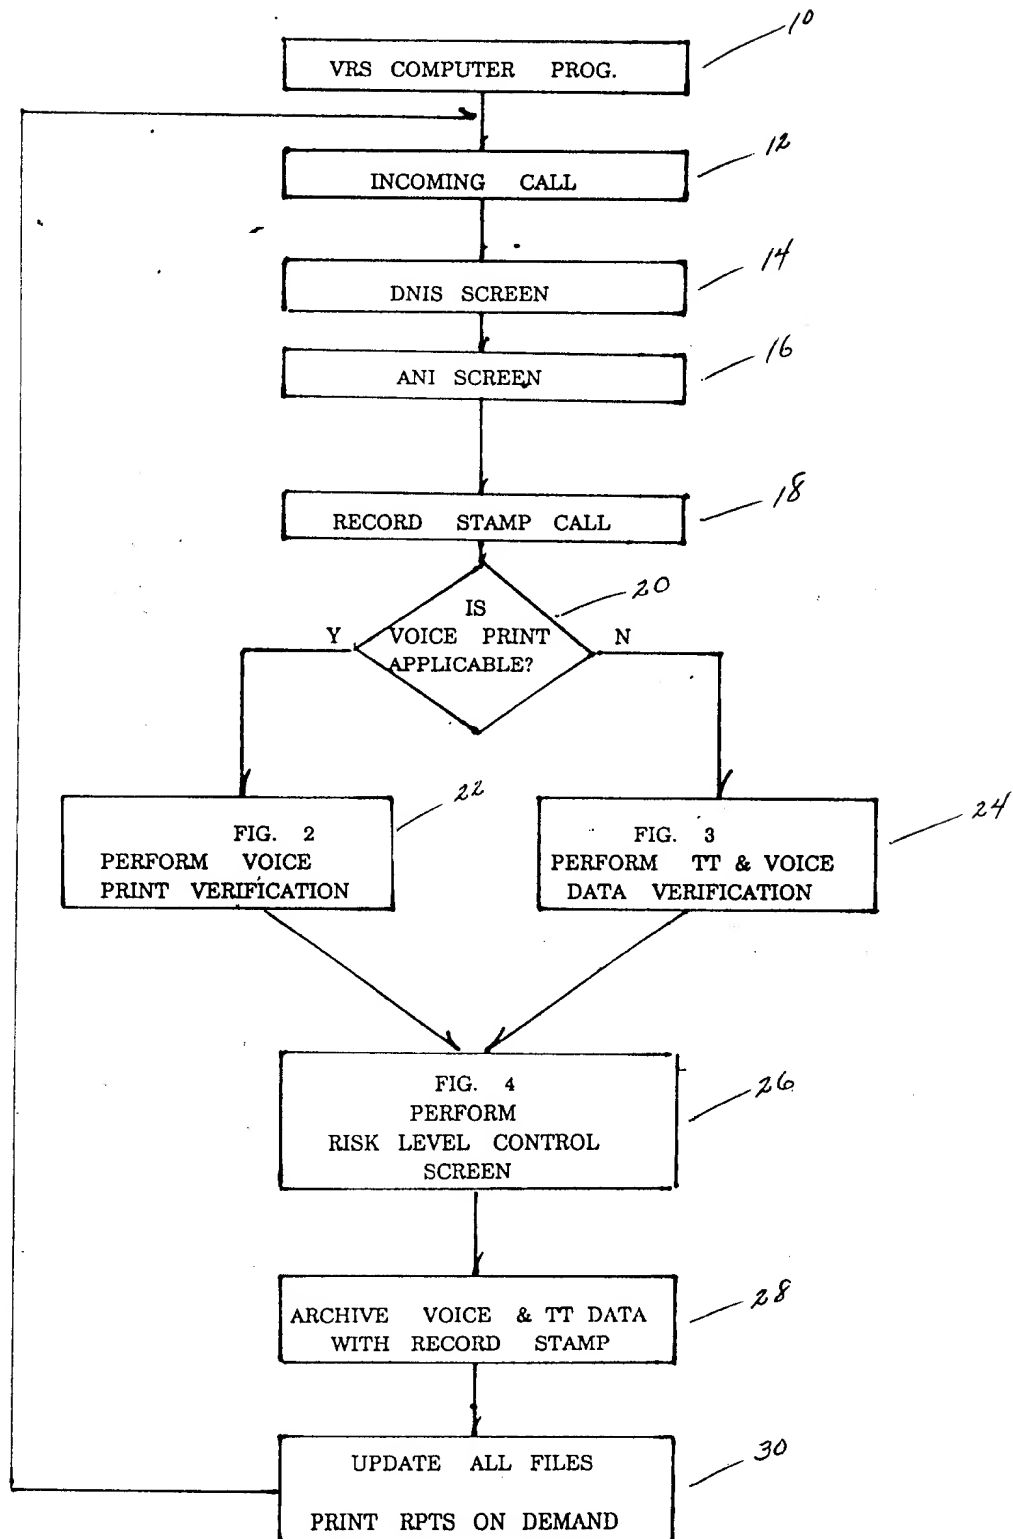 10
VRS COMPUTER PROG.
12
INCOMING CALL
14
DNIS SCREEN
16
ANI SCREEN
18
RECORD STAMP CALL
20
IS
VOICE PRINT
APPLICABLE?
Y
N
22
FIG. 2
PERFORM VOICE
PRINT VERIFICATION
24
FIG. 3
PERFORM TT & VOICE
DATA VERIFICATION
26
FIG. 4
PERFORM
RISK LEVEL CONTROL
SCREEN
28
ARCHIVE VOICE & TT DATA
WITH RECORD STAMP
30
UPDATE ALL FILES
PRINT RPTS ON DEMAND